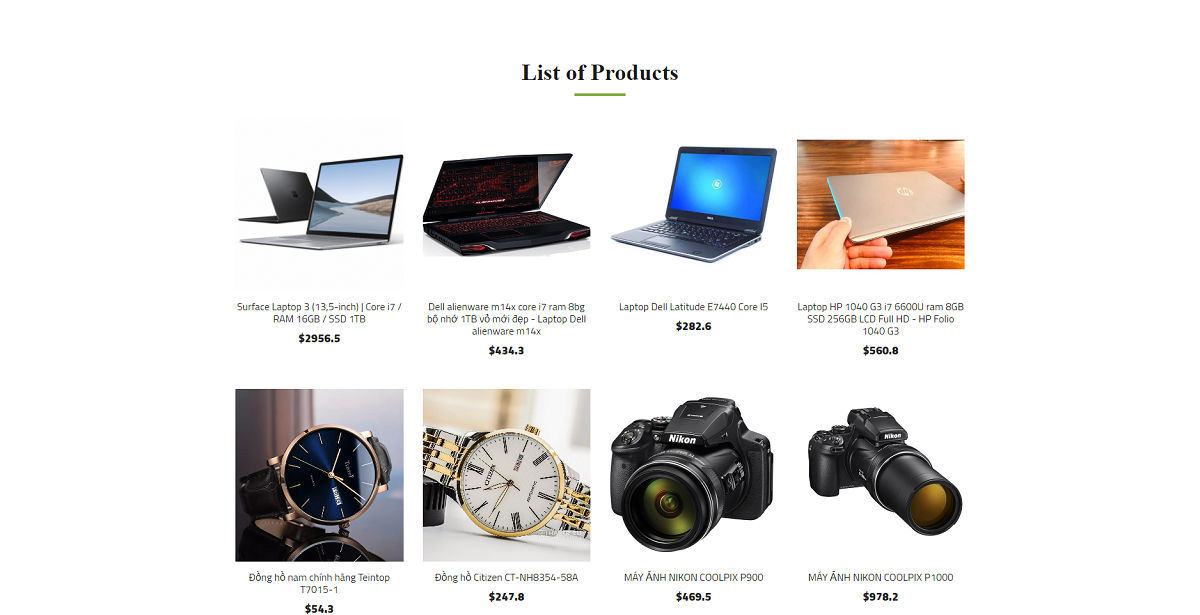 List of Products
Surface Laptop 3 (13,5-inch) | Core i7 /
RAM 16GB / SSD 1TB
$2956.5
Dell alienware m14x core i7 ram 8bg
bộ nhớ 1TB vỏ mới đẹp - Laptop Dell
alienware m14x
$434.3
Laptop Dell Latitude E7440 Core I5
$282.6
Laptop HP 1040 G3 i7 6600U ram 8GB
SSD 256GB LCD Full HD - HP Folio
1040 G3
$560.8
Đồng hồ nam chính hãng Teintop
T7015-1
$54.3
CITIZEN
Đồng hồ Citizen CT-NH8354-58A
$247.8
Nikon
MÁY ẢNH NIKON COOLPIX P900
$469.5
Nikon
MÁY ẢNH NIKON COOLPIX P1000
$978.2